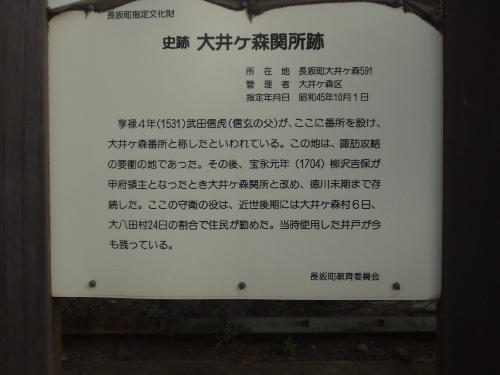 長坂町指定文化財
史跡 大井ヶ森関所跡
所在地 長坂町大井ヶ森591
管理者 大井ヶ森区
指定年月日 昭和45年10月1日
享禄4年(1531)武田信虎(信玄の父)が、ここに番所を設け、
大井ヶ森番所と称したといわれている。この地は、諏訪攻略
の要衝の地であった。その後、宝永元年(1704)柳沢吉保が
甲府領主となったとき大井ヶ森関所と改め、徳川末期まで存
続した。ここの守衛の役は、近世後期には大井ヶ森村6日、
大八田村24日の割合で住民が勤めた。当時使用した井戸が今
も残っている。
長坂町教育委員会